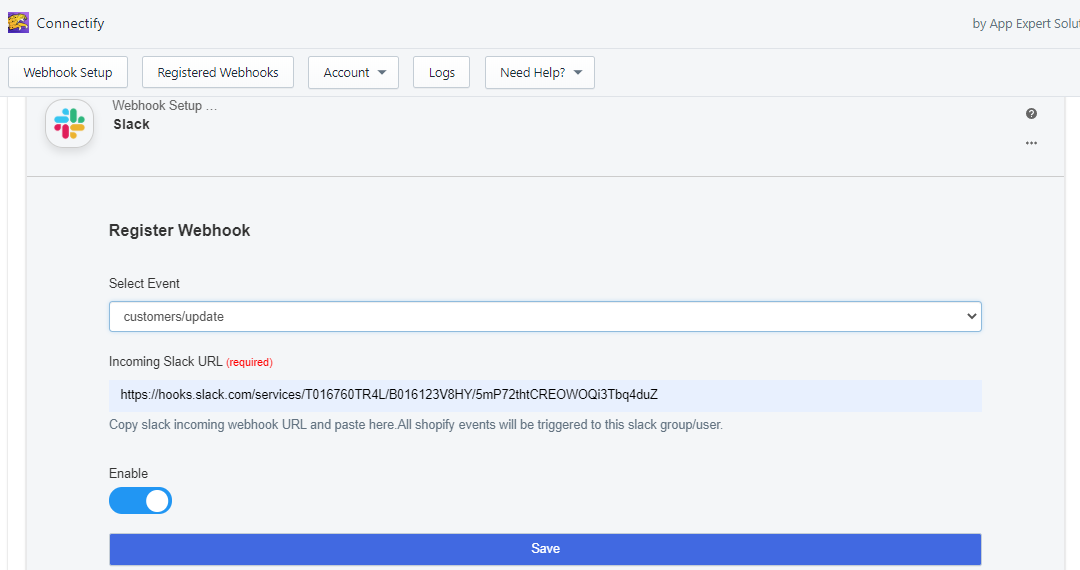 Connectify
by App Expert Solut
Webhook Setup
Registered Webhooks
Account
Logs
Need Help?
Webhook Setup ...
Slack
Register Webhook
Select Event
customers/update
Incoming Slack URL (required)
https://hooks.slack.com/services/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
Copy slack incoming webhook URL and paste here.All shopify events will be triggered to this slack group/user.
Enable
Save